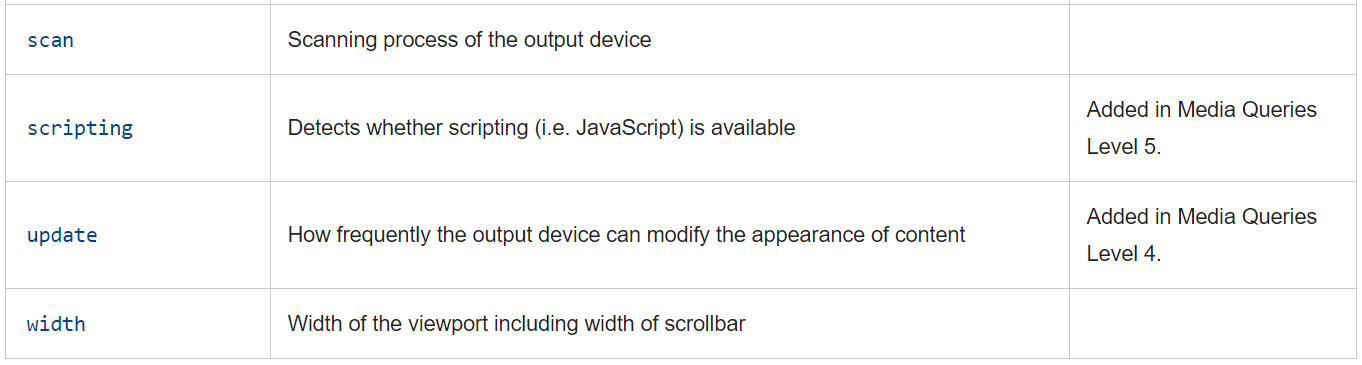 scan
Scanning process of the output device
scripting
Detects whether scripting (i.e. JavaScript) is available
Added in Media Queries
Level 5.
update
How frequently the output device can modify the appearance of content
Added in Media Queries
Level 4.
width
Width of the viewport including width of scrollbar